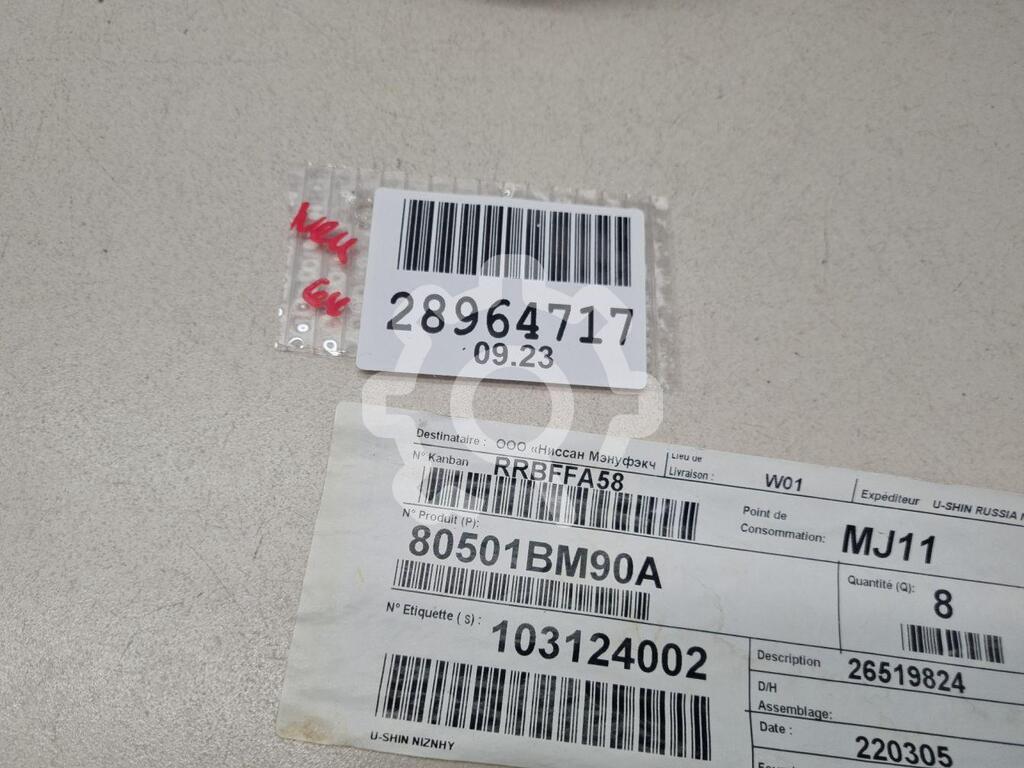 28964717
09.23
Destinataire : ООО «Ниссан Мэнуфэкч
Lieu de
Livraison : W01
Expéditeur U-SHIN RUSSIA
N° Kanban RRBFFA58
Point de
Consommation: MJ11
N° Produit (P):
80501BM90A
Quantité (Q): 8
N° Etiquette ( s) : 103124002
Description 26519824
D/H
Assemblage:
Date : 220305
U-SHIN NIZNHY